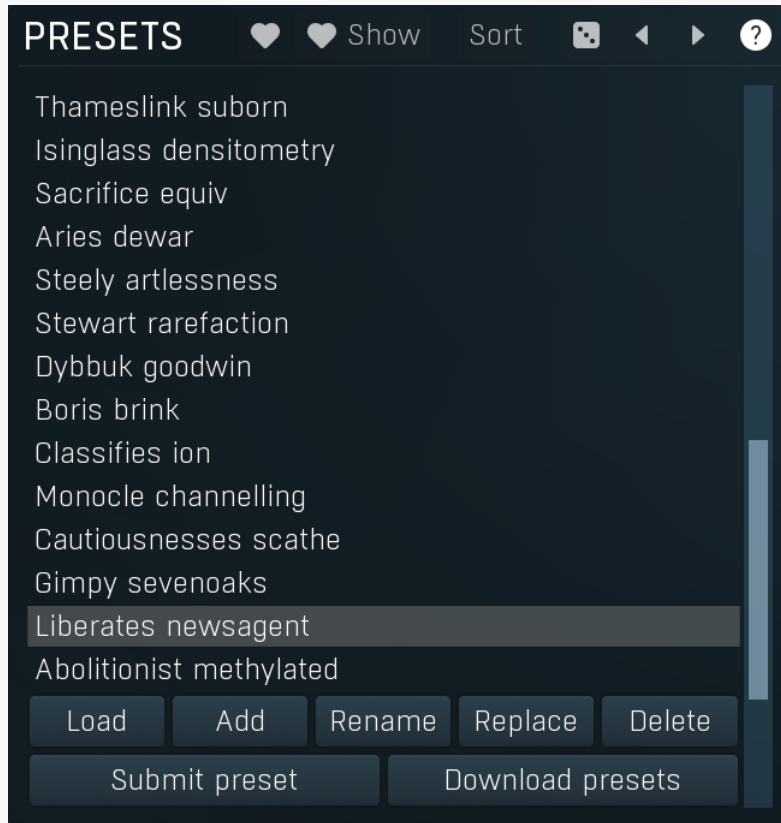 PRESETS Show Sort ?
Thameslink suborn
Isinglass densitometry
Sacrifice equiv
Aries dewar
Steely artlessness
Stewart rarefaction
Dybbuk goodwin
Boris brink
Classifies ion
Monocle channelling
Cautiousnesses scathe
Gimpy sevenoaks
Liberates newsagent
Abolitionist methylated
Load Add Rename Replace Delete
Submit preset Download presets